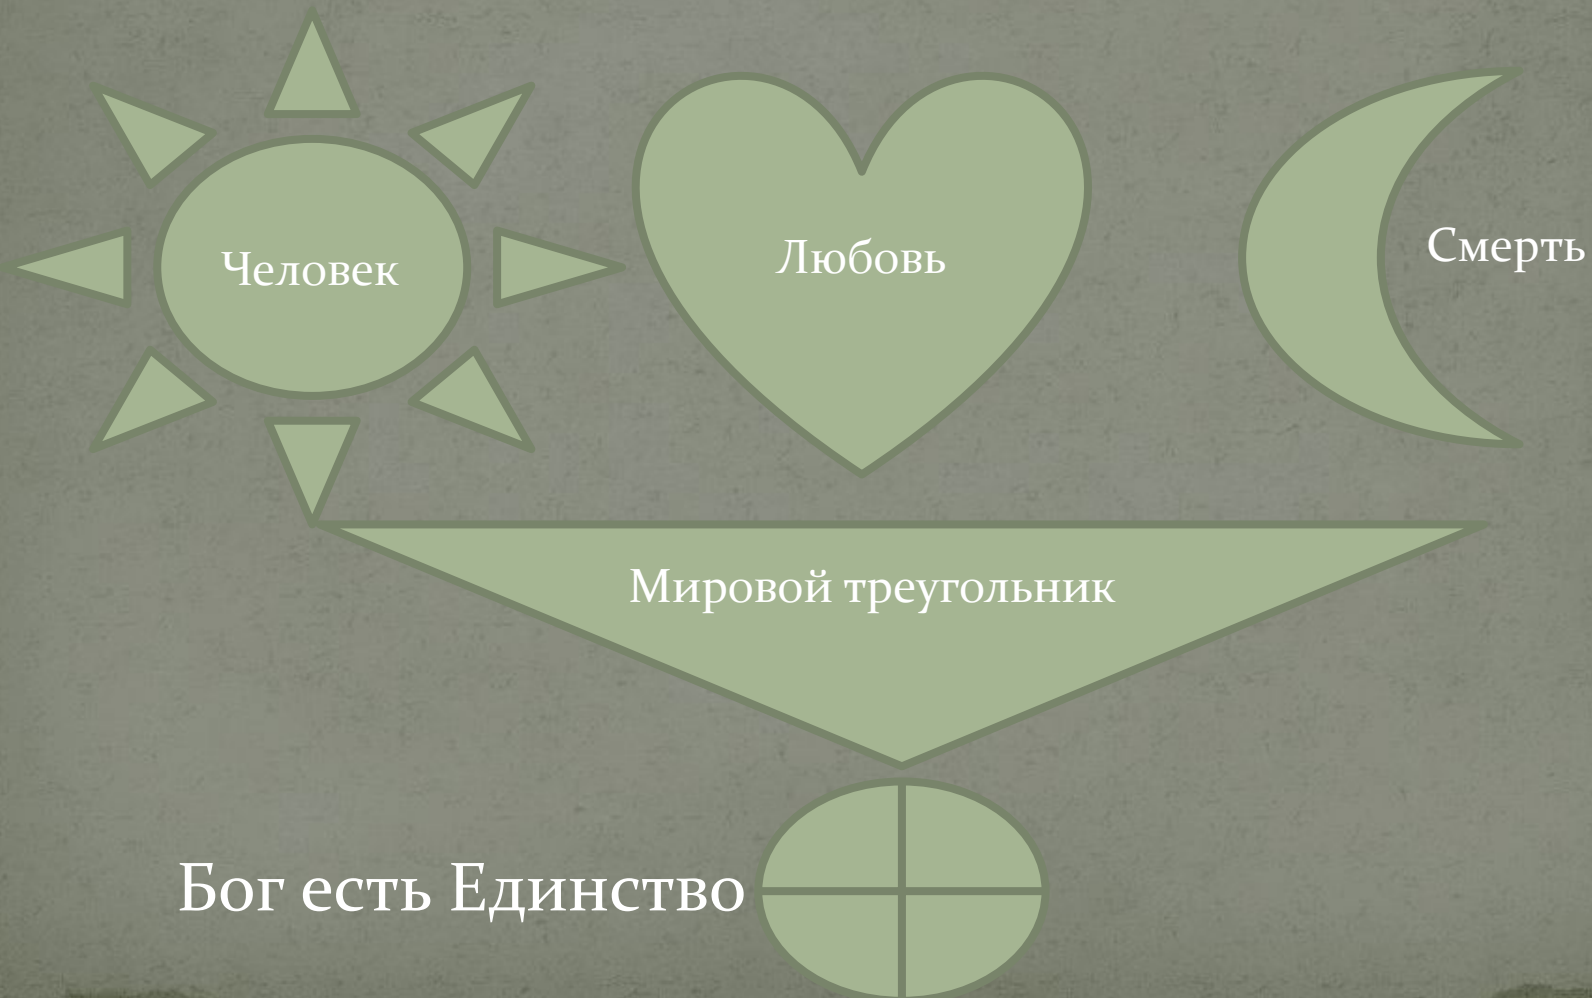 Человек
Любовь
Смерть
Мировой треугольник
Бог есть Единство